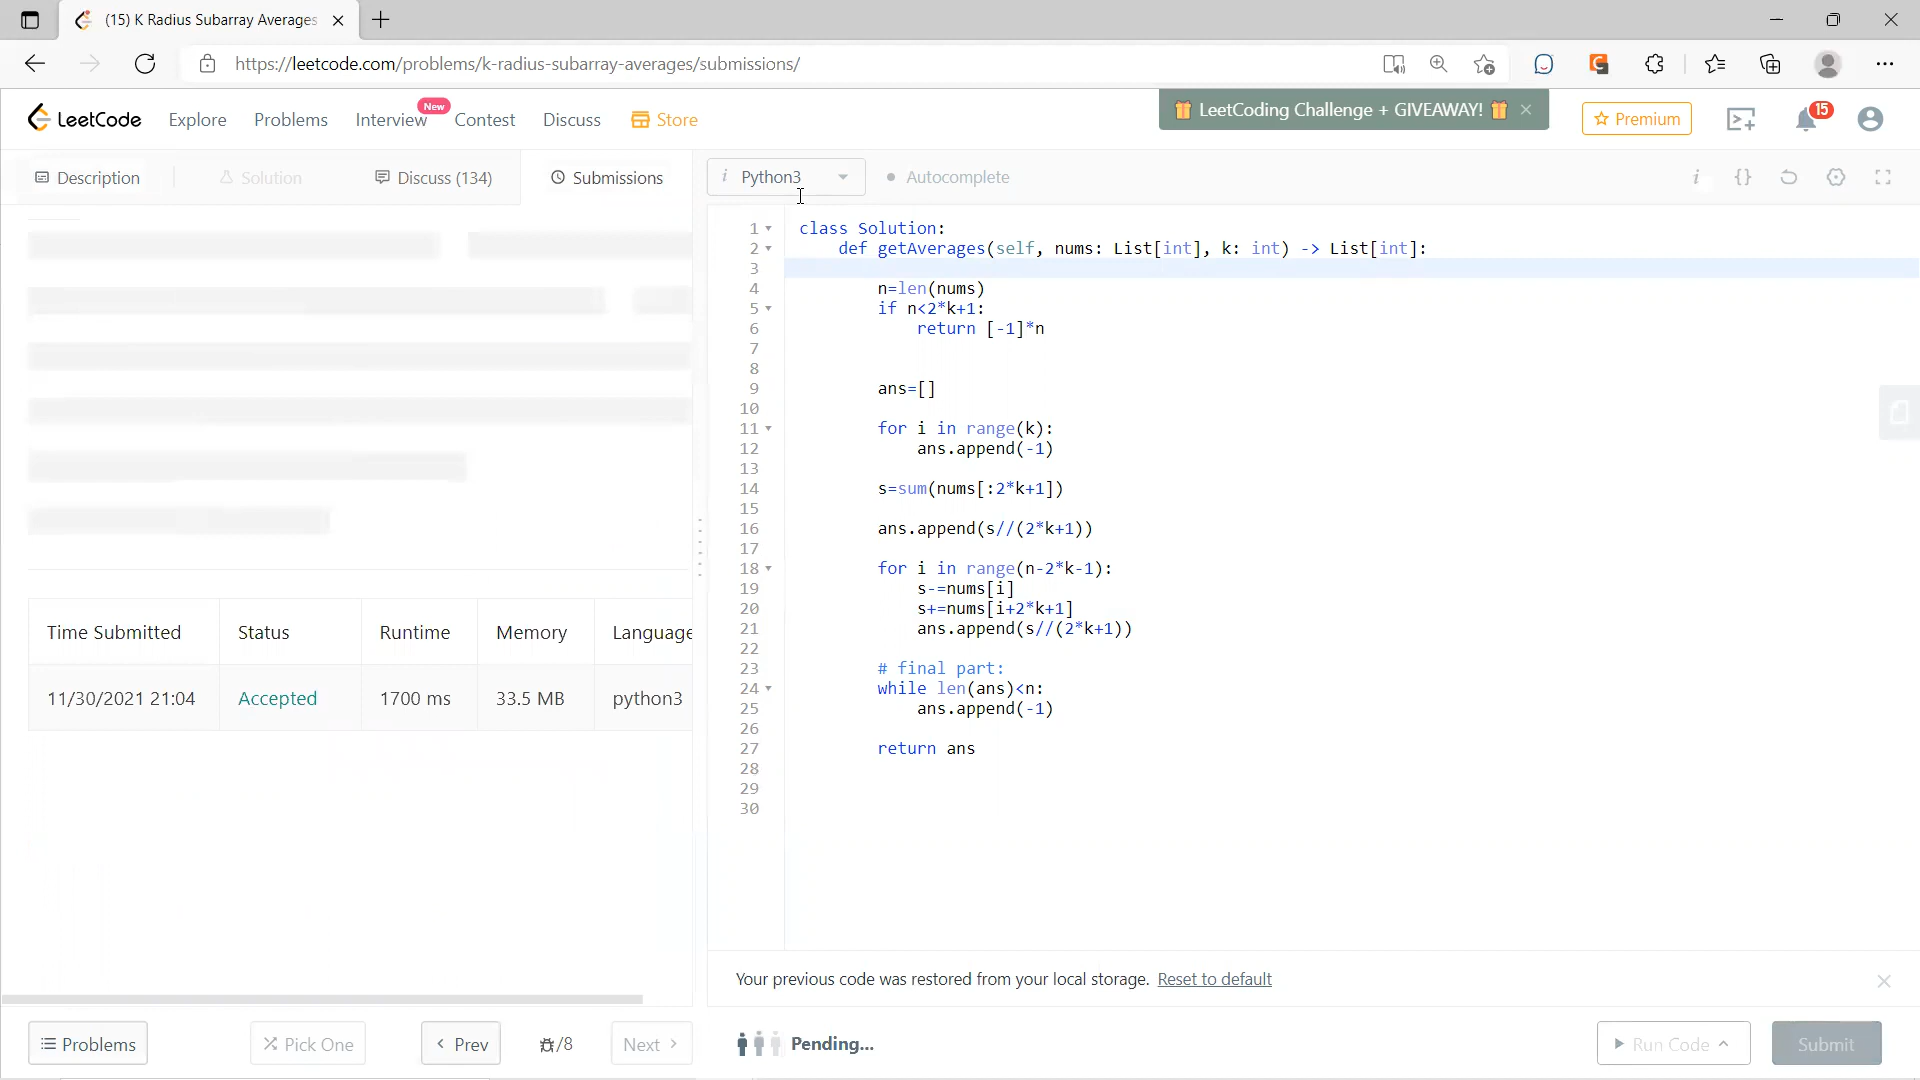 (15) K Radius Subarray Averages
https://leetcode.com/problems/k-radius-subarray-averages/submissions/
LeetCode
Explore
Problems
Interview
New
Contest
Discuss
Store
LeetCoding Challenge + GIVEAWAY!
Premium
15
Description
Solution
Discuss (134)
Submissions
i Python3
Autocomplete
i
{}
1 class Solution:
2 def getAverages(self, nums: List[int], k: int) -> List[int]:
3
4 n=len(nums)
5 if n<2*k+1:
6 return [-1]*n
7
8
9 ans=[]
10
11 for i in range(k):
12 ans.append(-1)
13
14 s=sum(nums[:2*k+1])
15
16 ans.append(s//(2*k+1))
17
18 for i in range(n-2*k-1):
19 s-=nums[i]
20 s+=nums[i+2*k+1]
21 ans.append(s//(2*k+1))
22
23 # final part:
24 while len(ans)<n:
25 ans.append(-1)
26
27 return ans
28
29
30
Time Submitted Status Runtime Memory Language
11/30/2021 21:04 Accepted 1700 ms 33.5 MB python3
Your previous code was restored from your local storage. Reset to default
Problems
Pick One
Prev
/8
Next
Pending...
Run Code
Submit